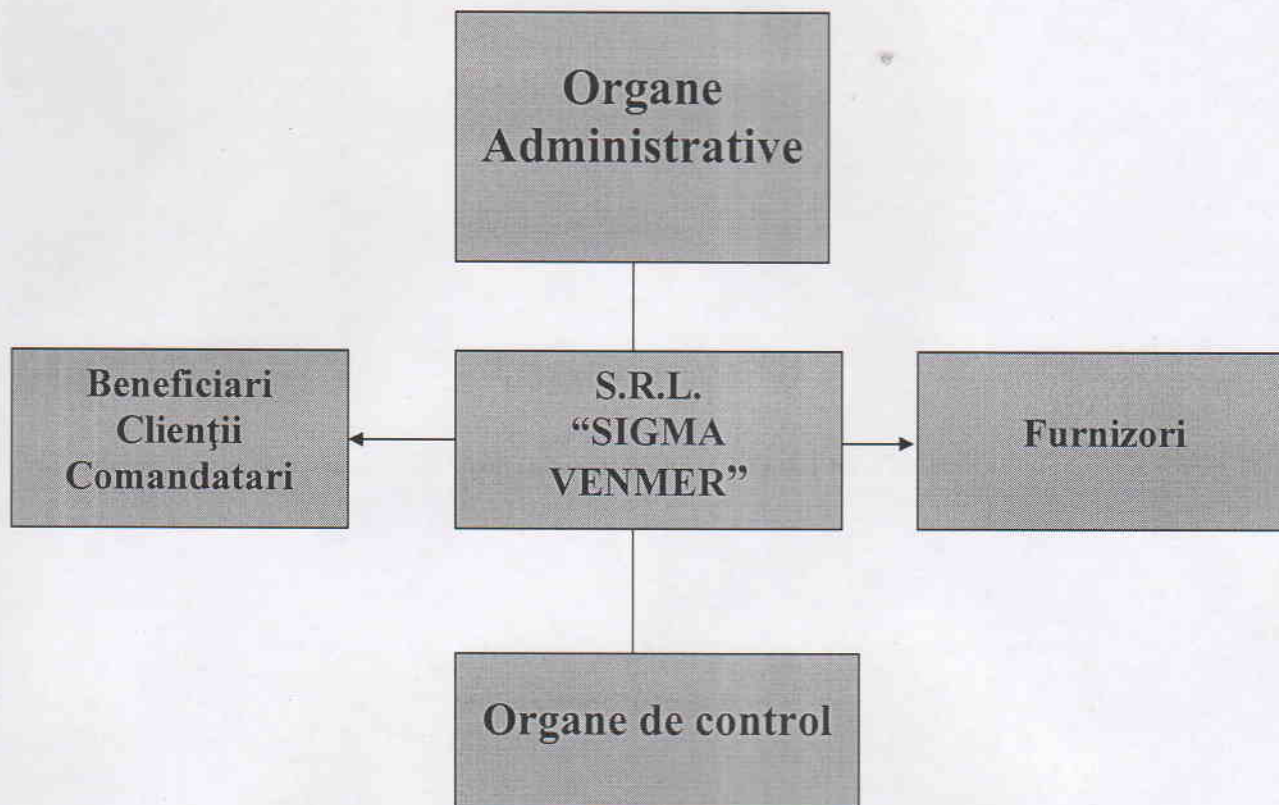 Organe
Administrative
Beneficiari
Clienţii
Comandatari
S.R.L.
“SIGMA
VENMER”
Furnizori
Organe de control